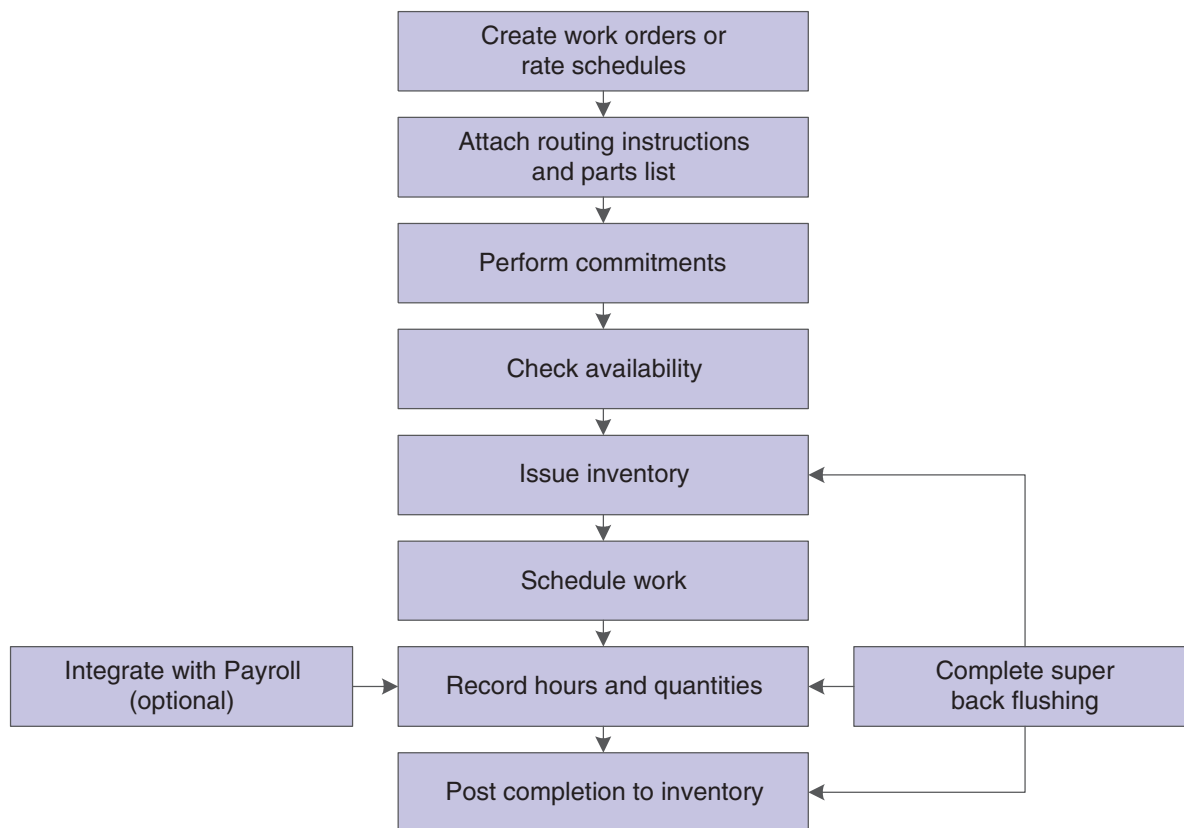 Create work orders or
rate schedules
Attach routing instructions
and parts list
Perform commitments
Check availability
Issue inventory
Schedule work
Integrate with Payroll
(optional)
Record hours and quantities
Complete super
back flushing
Post completion to inventory